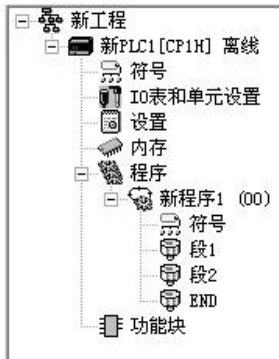 新工程
新PLC1[CP1H] 离线
符号
IO表和单元设置
设置
内存
程序
新程序1 (00)
符号
段1
段2
END
功能块